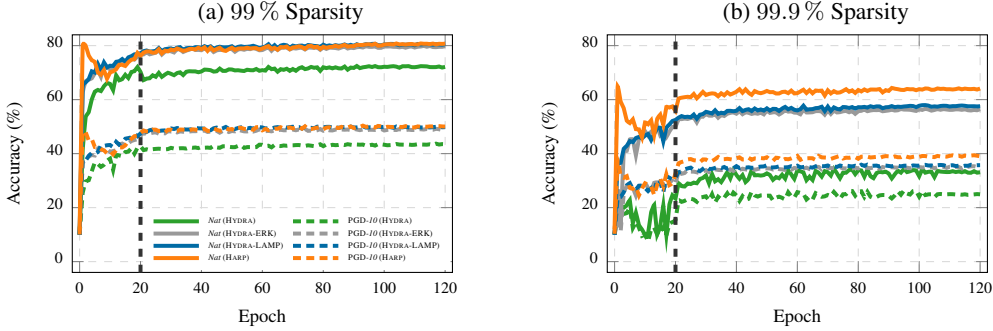 (a) 99 % Sparsity
Accuracy (%)
80
60
40
20
0
Nat (HYDRA)
PGD-10 (HYDRA)
Nat (HYDRA-ERK)
PGD-10 (HYDRA-ERK)
Nat (HYDRA-LAMP)
PGD-10 (HYDRA-LAMP)
Nat (HARP)
PGD-10 (HARP)
0 20 40 60 80 100 120
Epoch
(b) 99.9 % Sparsity
Accuracy (%)
80
60
40
20
0
0 20 40 60 80 100 120
Epoch